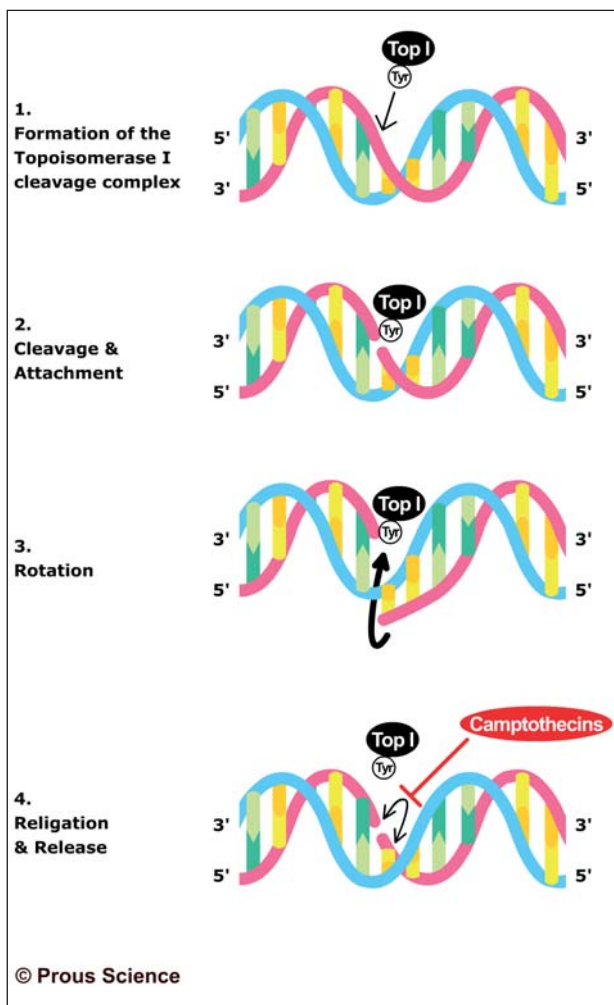 Top I
Tyr
1.
Formation of the
Topoisomerase I
cleavage complex
5' 3'
3' 5'
Top I
Tyr
2.
Cleavage &
Attachment
3' 3'
5' 5'
Top I
Tyr
3.
Rotation
3' 3'
5' 5'
Camptothecins
Top I
Tyr
4.
Religation
& Release
3' 3'
5' 5'
© Prous Science